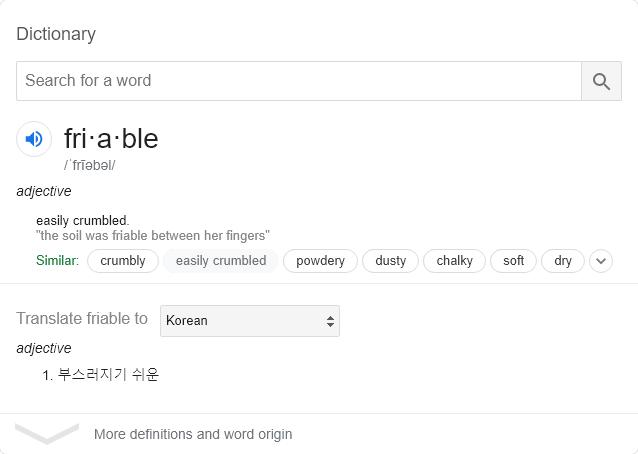 Dictionary
Search for a word
fri·a·ble
/ˈfrīəbəl/
adjective
easily crumbled.
"the soil was friable between her fingers"
Similar: crumbly easily crumbled powdery dusty chalky soft dry
Translate friable to Korean
adjective
1. 부스러지기 쉬운
More definitions and word origin